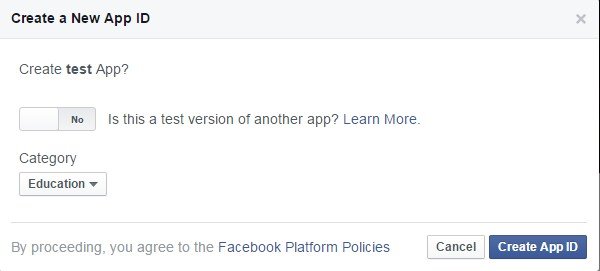 Create a New App ID
Create test App?
No
Is this a test version of another app? Learn More.
Category
Education
By proceeding, you agree to the Facebook Platform Policies
Cancel
Create App ID